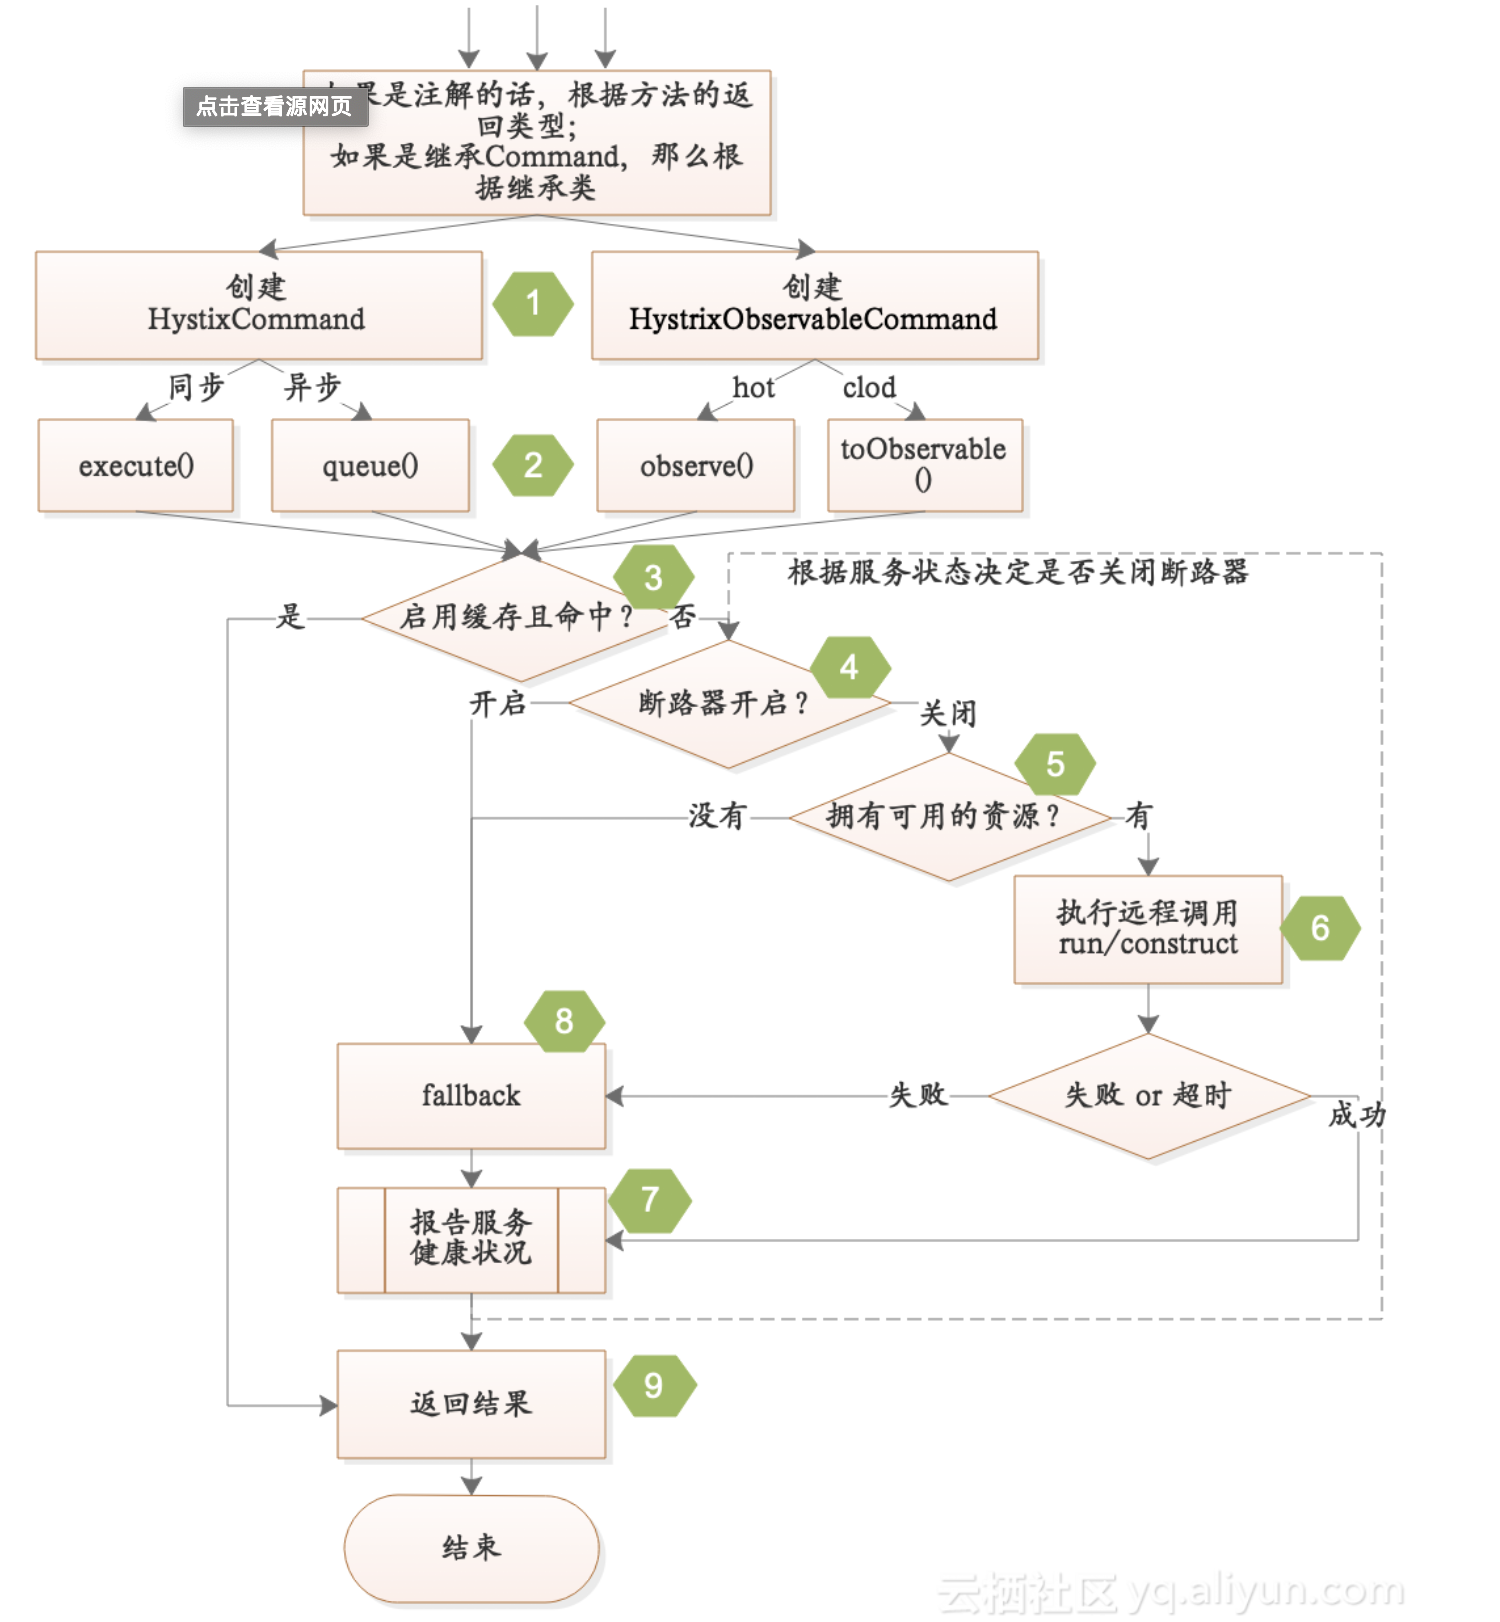 点击查看源网页
果是注解的话，根据方法的返
回类型;
如果是继承Command，那么根
据继承类
创建
HystixCommand
1
创建
HystrixObservableCommand
同步
异步
hot
clod
execute()
queue()
2
observe()
toObservable
()
3
根据服务状态决定是否关闭断路器
是
启用缓存且命中？
否
4
开启
断路器开启？
关闭
5
没有
拥有可用的资源？
有
执行远程调用
run/construct
6
8
fallback
失败
失败 or 超时
成功
7
报告服务
健康状况
9
返回结果
结束
云栖社区 yq.aliyun.com